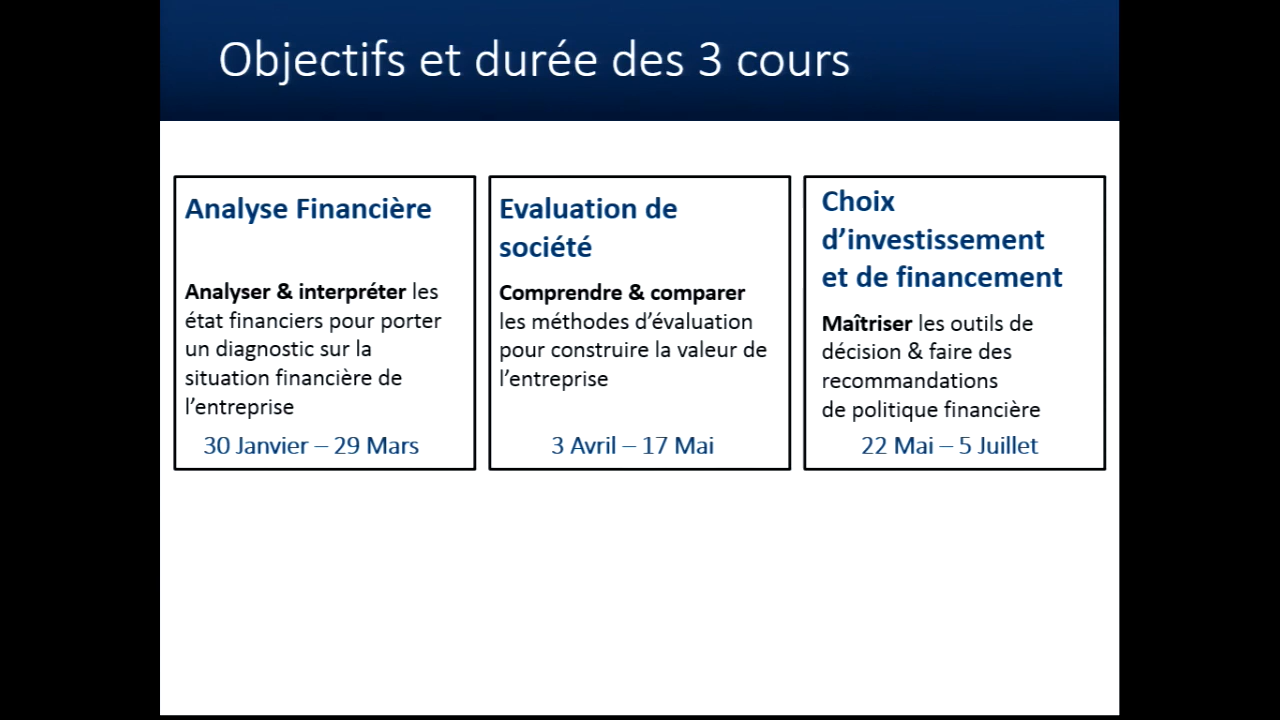 Objectifs et durée des 3 cours
Analyse Financière
Analyser & interpréter les
état financiers pour porter
un diagnostic sur la
situation financière de
l’entreprise
30 Janvier – 29 Mars
Evaluation de
société
Comprendre & comparer
les méthodes d’évaluation
pour construire la valeur de
l’entreprise
3 Avril – 17 Mai
Choix
d’investissement
et de financement
Maîtriser les outils de
décision & faire des
recommandations
de politique financière
22 Mai – 5 Juillet